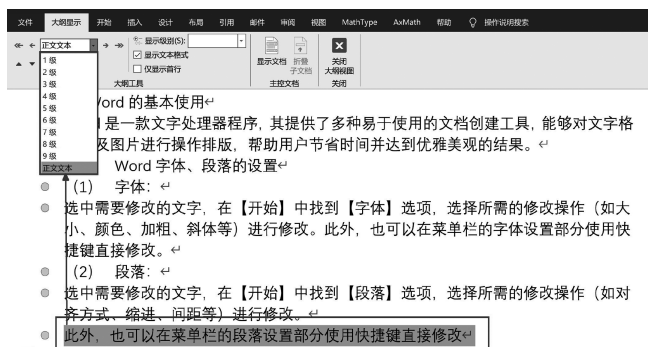 文件 大纲显示 开始 插入 设计 布局 引用 邮件 审阅 视图 MathType AxMath 帮助 操作说明搜索
正文文本 显示级别(S):
显示文本格式
仅显示首行
显示文档 折叠子文档 关闭大纲视图
大纲工具 主控文档 关闭
1 级
2 级
3 级
4 级
5 级
6 级
7 级
8 级
9 级
正文文本
Word 的基本使用↵
是一款文字处理器程序，其提供了多种易于使用的文档创建工具，能够对文字格
及图片进行操作排版，帮助用户节省时间并达到优雅美观的结果。↵
Word 字体、段落的设置↵
（1） 字体：↵
选中需要修改的文字，在【开始】中找到【字体】选项，选择所需的修改操作（如大
小、颜色、加粗、斜体等）进行修改。此外，也可以在菜单栏的字体设置部分使用快
捷键直接修改。↵
（2） 段落：↵
选中需要修改的文字，在【开始】中找到【段落】选项，选择所需的修改操作（如对
齐方式、缩进、间距等）进行修改。↵
此外，也可以在菜单栏的段落设置部分使用快捷键直接修改↵